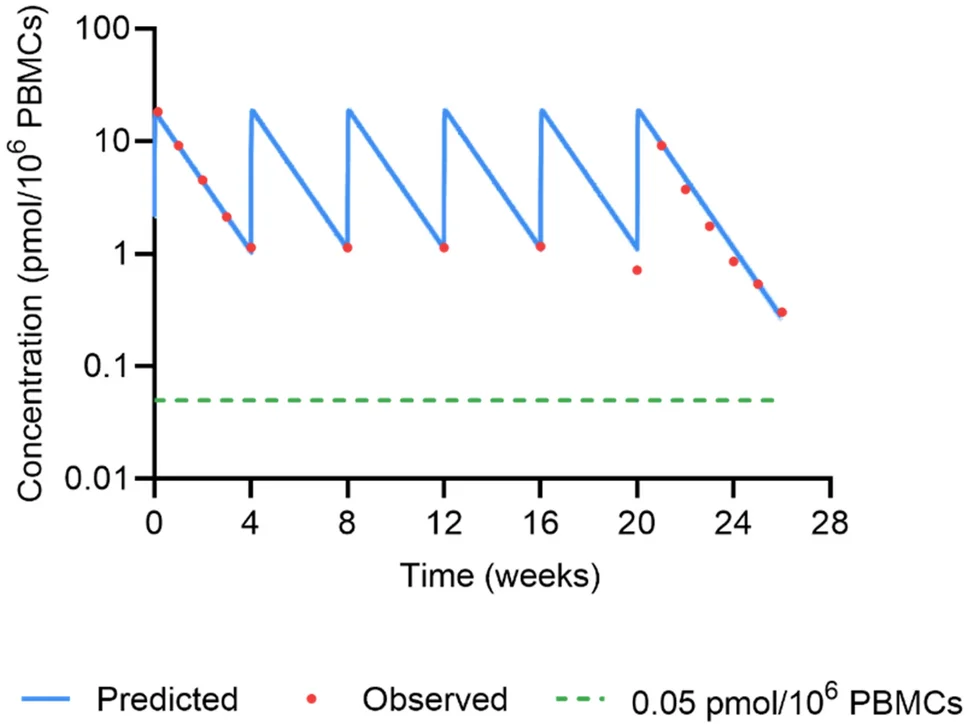 Concentration (pmol/10⁶ PBMCs)
100
10
1
0.1
0.01
0 4 8 12 16 20 24 28
Time (weeks)
Predicted Observed 0.05 pmol/10⁶ PBMCs